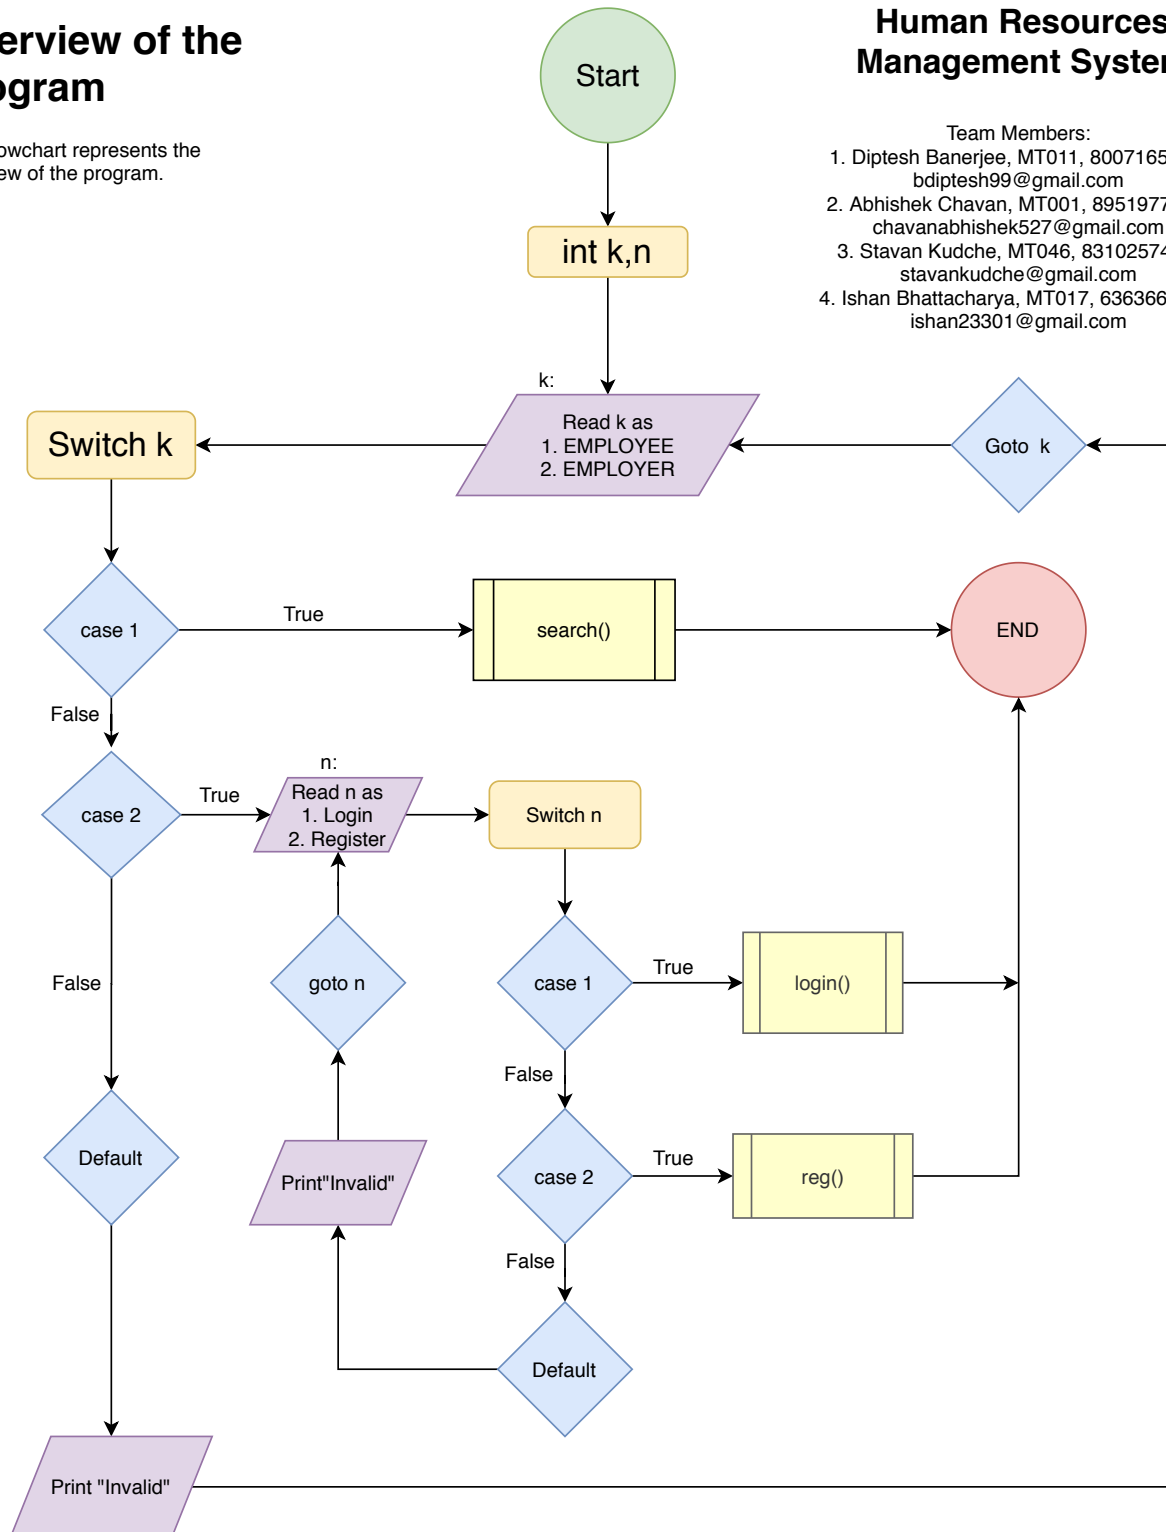 erview of the
ogram
owchart represents the
ew of the program.
Human Resources
Management System
Team Members:
1. Diptesh Banerjee, MT011, 8007165
bdiptesh99@gmail.com
2. Abhishek Chavan, MT001, 8951977
chavanabhishek527@gmail.com
3. Stavan Kudche, MT046, 83102574
stavankudche@gmail.com
4. Ishan Bhattacharya, MT017, 636366
ishan23301@gmail.com
Start
int k,n
k:
Read k as
1. EMPLOYEE
2. EMPLOYER
Switch k
Goto k
case 1
True
search()
END
False
case 2
True
n:
Read n as
1. Login
2. Register
Switch n
False
goto n
case 1
True
login()
False
Default
Print"Invalid"
case 2
True
reg()
False
Default
Print "Invalid"